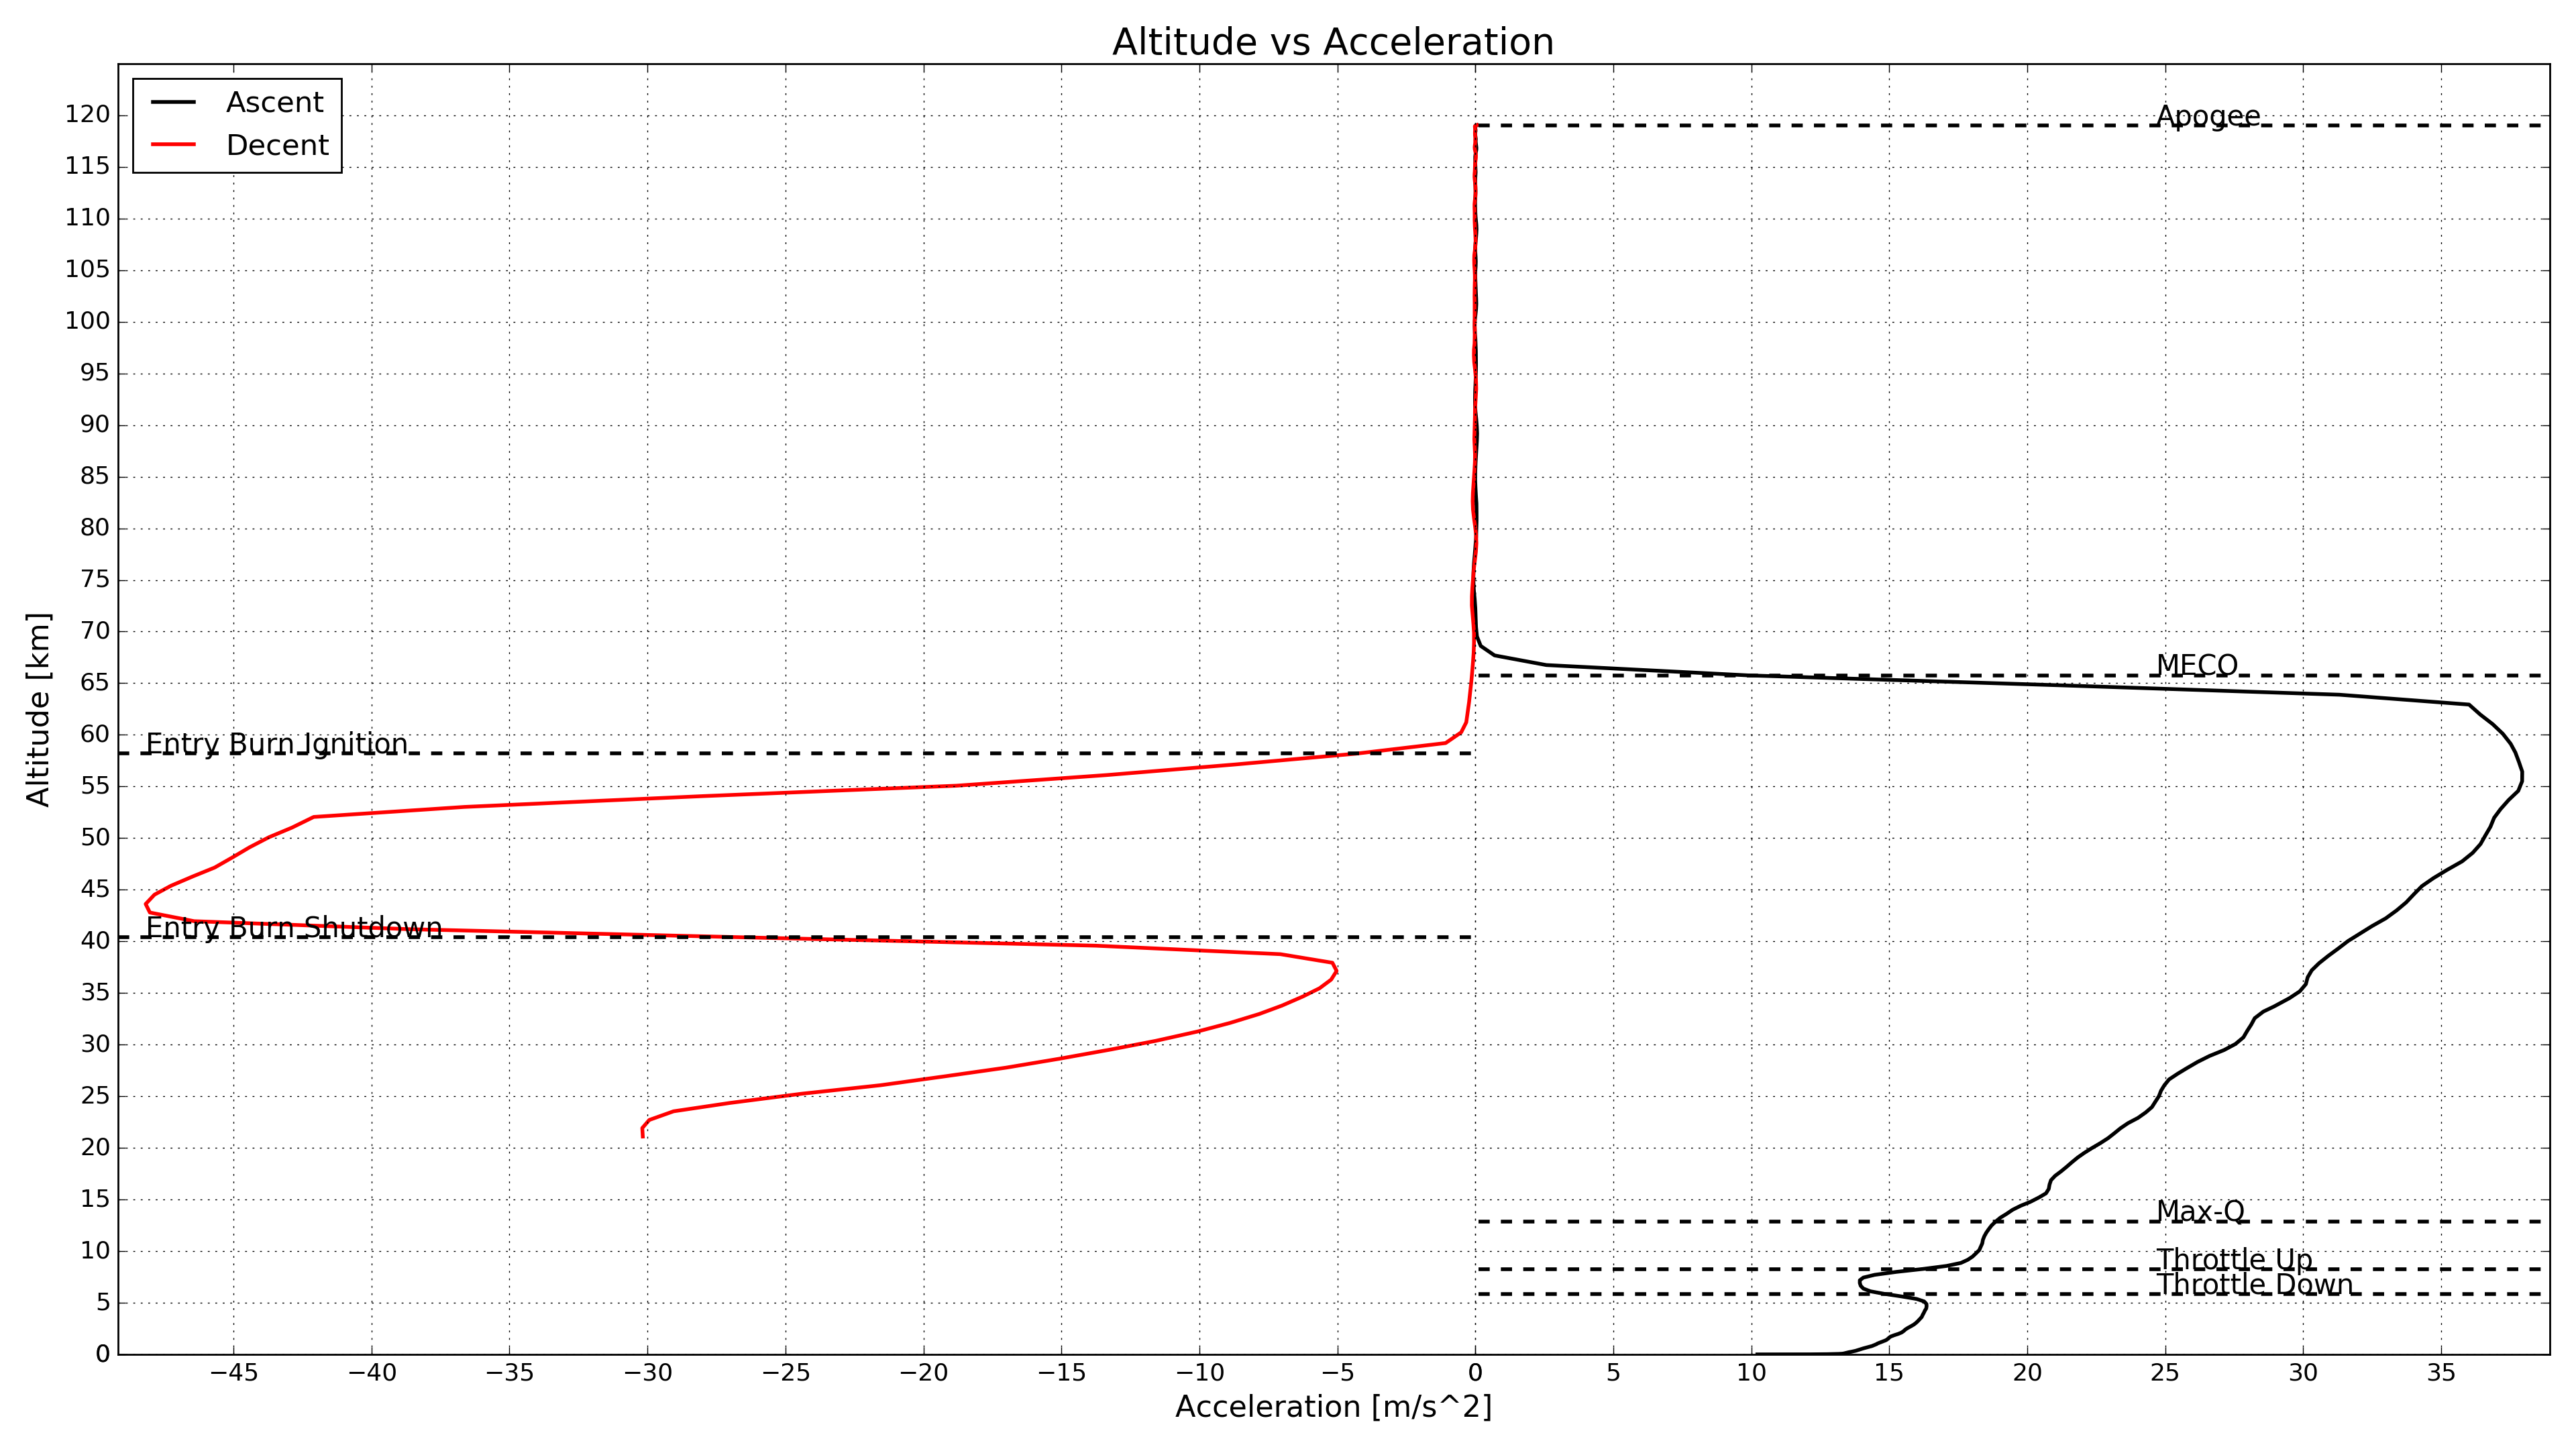 Altitude vs Acceleration
Ascent
Decent
120
115
110
105
100
95
90
85
80
75
70
65
60
55
50
45
40
35
30
25
20
15
10
5
0
Altitude [km]
Apogee
MECO
Entry Burn Ignition
Entry Burn Shutdown
Max-Q
Throttle Up
Throttle Down
−45 −40 −35 −30 −25 −20 −15 −10 −5 0 5 10 15 20 25 30 35
Acceleration [m/s^2]